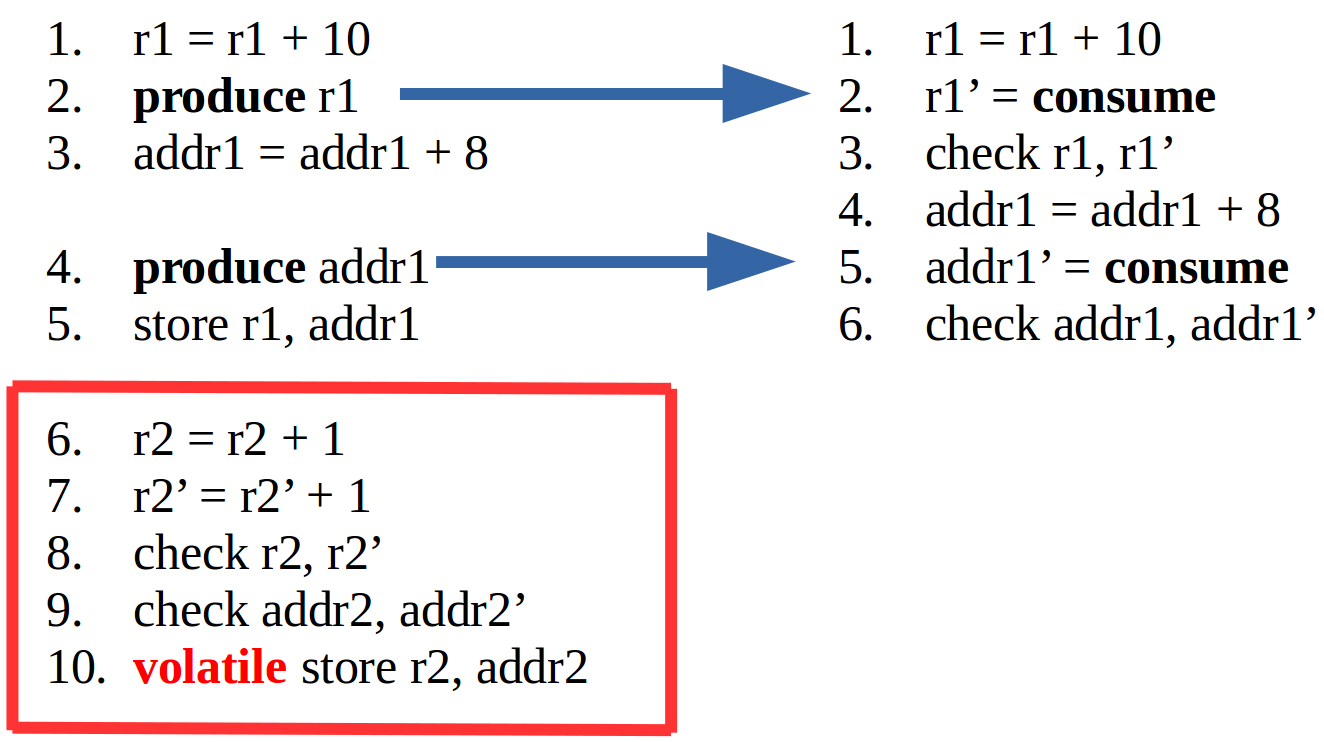 1. r1 = r1 + 10
2. produce r1
3. addr1 = addr1 + 8
4. produce addr1
5. store r1, addr1
6. r2 = r2 + 1
7. r2’ = r2’ + 1
8. check r2, r2’
9. check addr2, addr2’
10. volatile store r2, addr2
1. r1 = r1 + 10
2. r1’ = consume
3. check r1, r1’
4. addr1 = addr1 + 8
5. addr1’ = consume
6. check addr1, addr1’